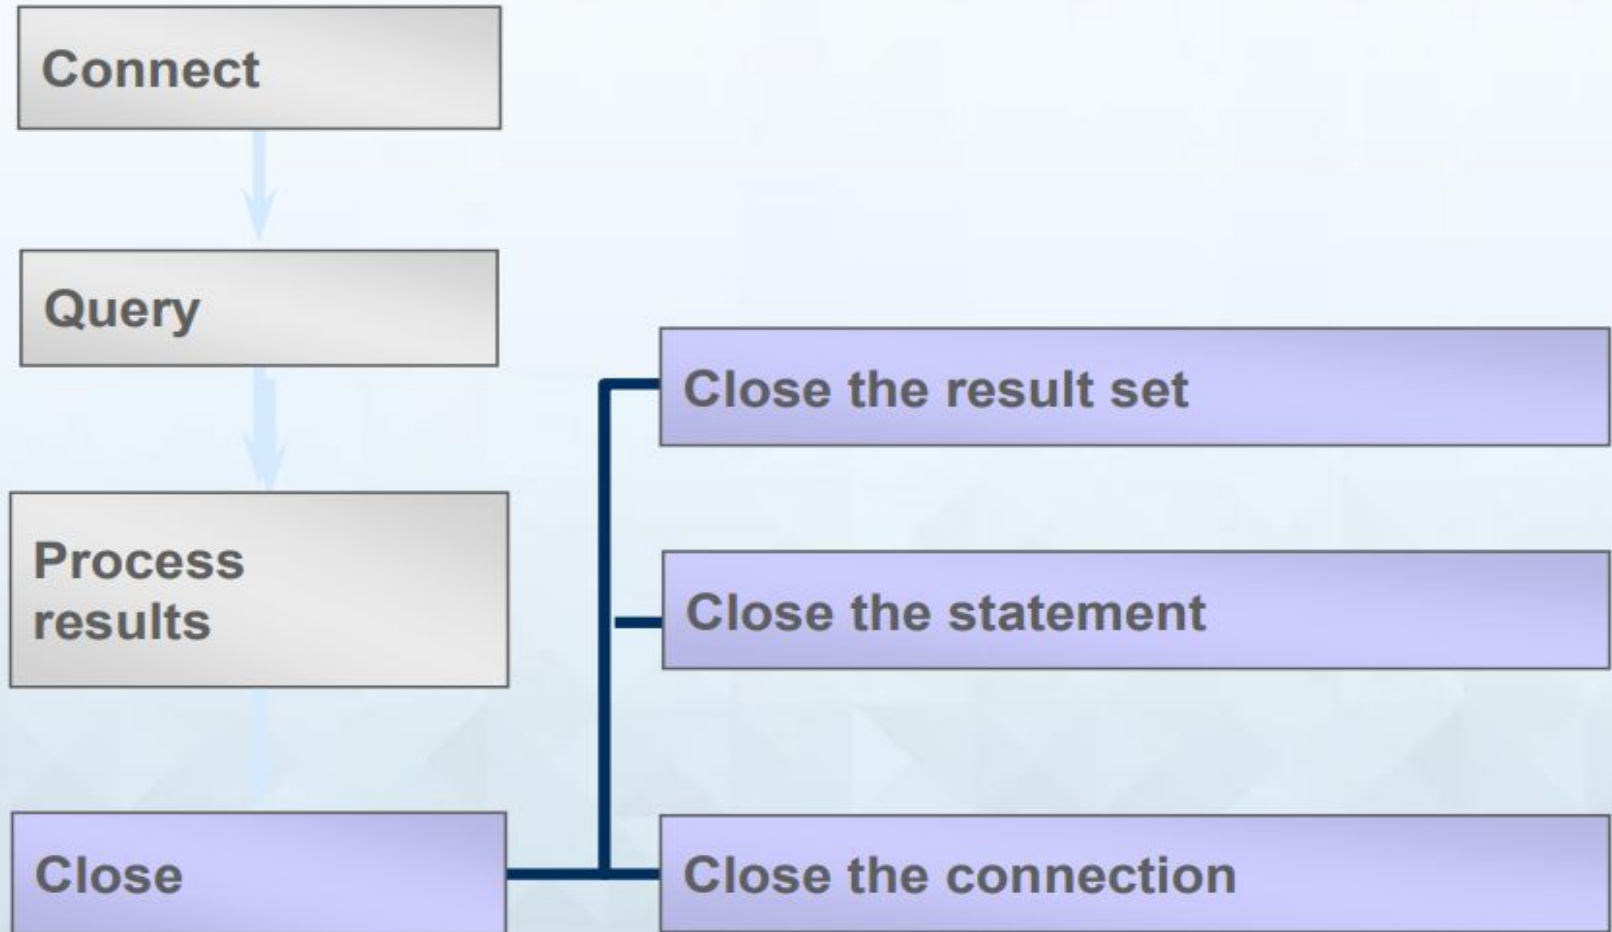 Connect
Query
Process
results
Close
Close the result set
Close the statement
Close the connection